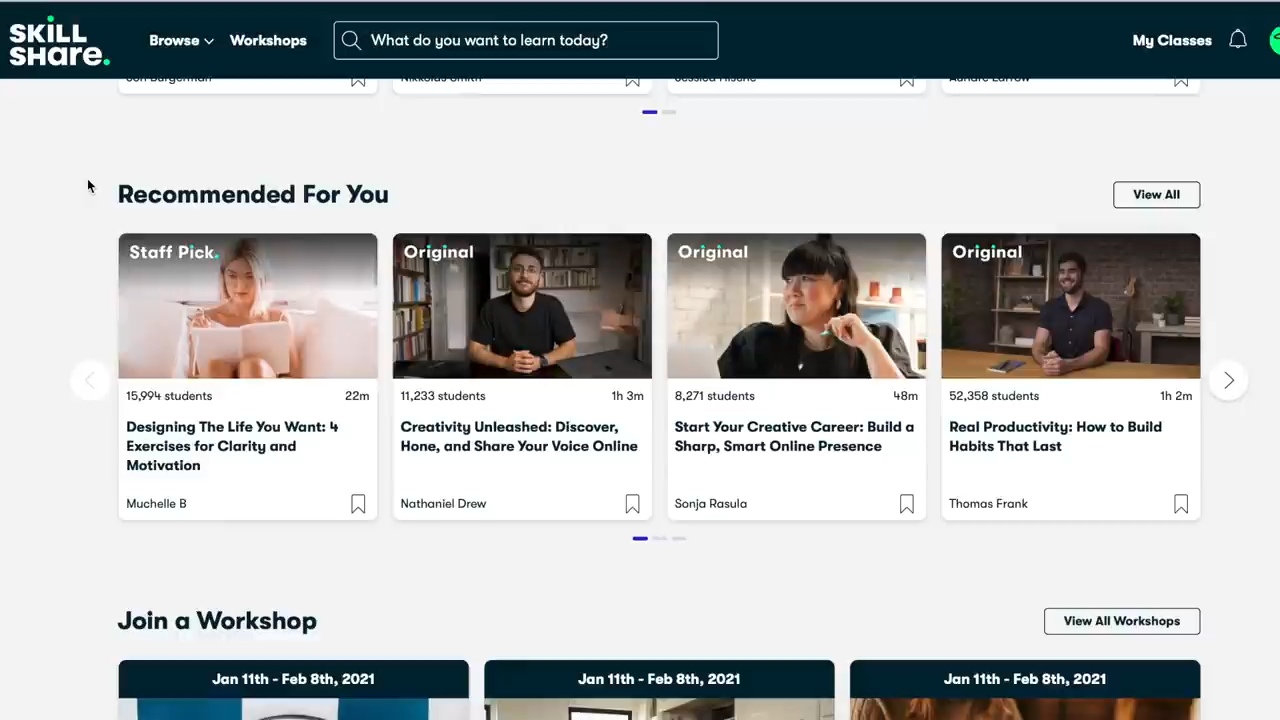 SKILL
SHARE.
Browse
Workshops
What do you want to learn today?
My Classes
Recommended For You
View All
Staff Pick.
Original
Original
Original
15,994 students
22m
11,233 students
1h 3m
8,271 students
48m
52,358 students
1h 2m
Designing The Life You Want: 4
Exercises for Clarity and
Motivation
Creativity Unleashed: Discover,
Hone, and Share Your Voice Online
Start Your Creative Career: Build a
Sharp, Smart Online Presence
Real Productivity: How to Build
Habits That Last
Muchelle B
Nathaniel Drew
Sonja Rasula
Thomas Frank
Join a Workshop
View All Workshops
Jan 11th - Feb 8th, 2021
Jan 11th - Feb 8th, 2021
Jan 11th - Feb 8th, 2021